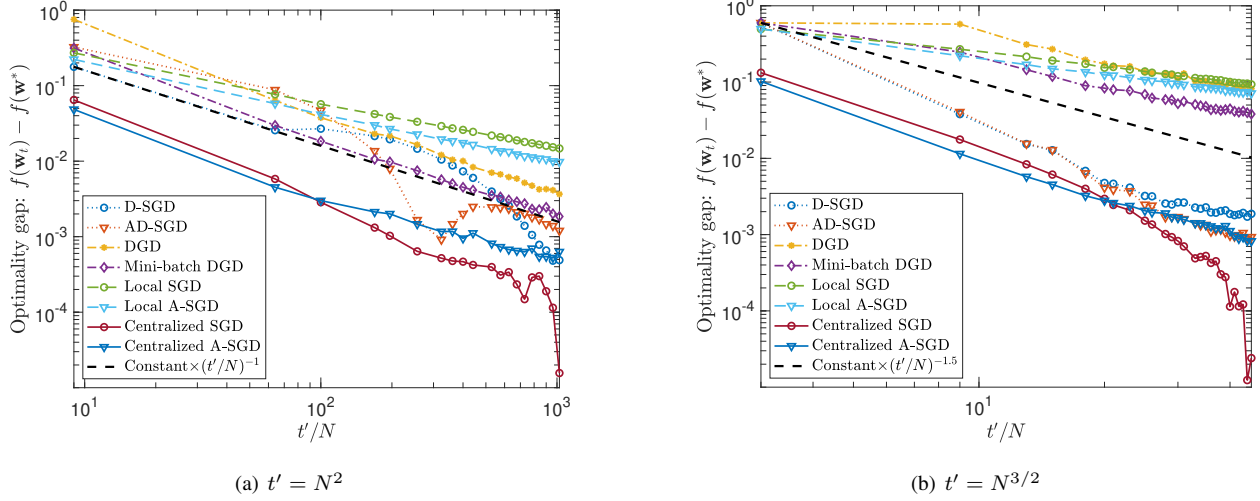 10^0
10^-1
10^-2
10^-3
10^-4
Optimality gap: f(w_t) − f(w*)
D-SGD
AD-SGD
DGD
Mini-batch DGD
Local SGD
Local A-SGD
Centralized SGD
Centralized A-SGD
Constant×(t'/N)^-1
10^1
10^2
10^3
t'/N
(a) t' = N^2
10^0
10^-1
10^-2
10^-3
10^-4
Optimality gap: f(w_t) − f(w*)
D-SGD
AD-SGD
DGD
Mini-batch DGD
Local SGD
Local A-SGD
Centralized SGD
Centralized A-SGD
Constant×(t'/N)^-1.5
10^1
t'/N
(b) t' = N^3/2